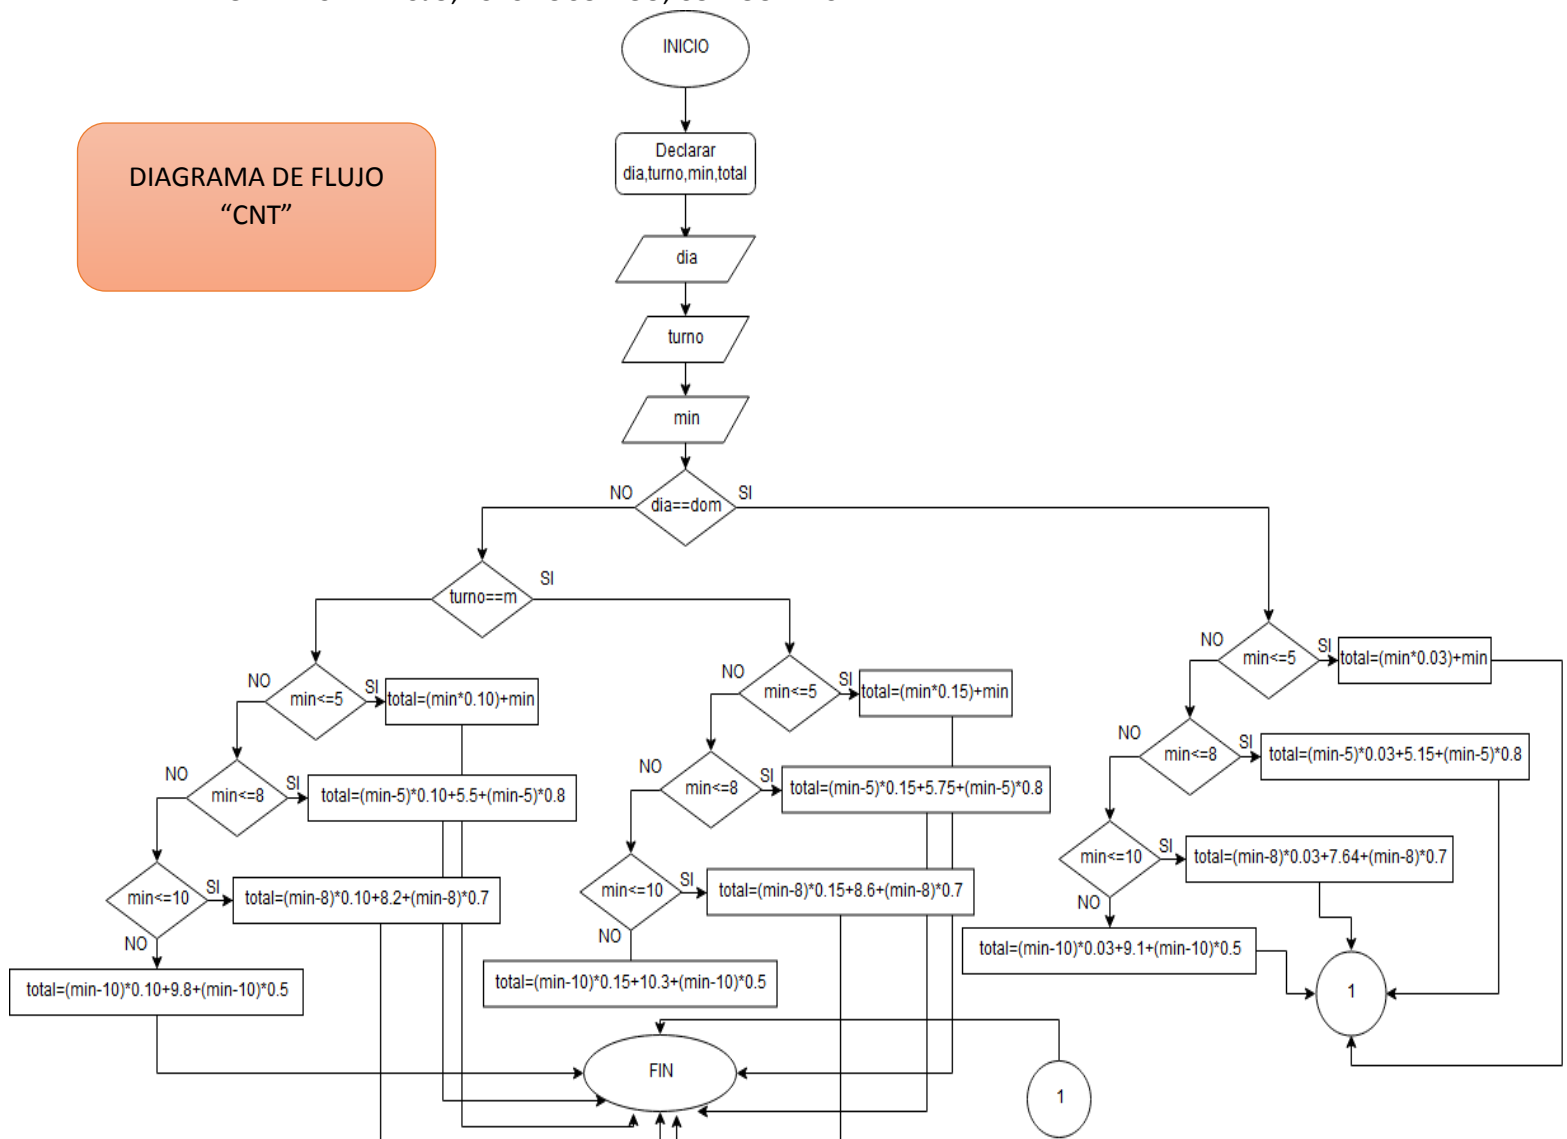 INICIO
DIAGRAMA DE FLUJO
“CNT”
Declarar
dia,turno,min,total
dia
turno
min
NO
dia==dom
SI
turno==m
SI
NO
min<=5
SI
total=(min*0.10)+min
NO
min<=5
SI
total=(min*0.15)+min
NO
min<=5
SI
total=(min*0.03)+min
NO
min<=8
SI
total=(min-5)*0.10+5.5+(min-5)*0.8
NO
min<=8
SI
total=(min-5)*0.15+5.75+(min-5)*0.8
NO
min<=8
SI
total=(min-5)*0.03+5.15+(min-5)*0.8
min<=10
SI
total=(min-8)*0.10+8.2+(min-8)*0.7
min<=10
SI
total=(min-8)*0.15+8.6+(min-8)*0.7
min<=10
SI
total=(min-8)*0.03+7.64+(min-8)*0.7
NO
total=(min-10)*0.10+9.8+(min-10)*0.5
NO
total=(min-10)*0.15+10.3+(min-10)*0.5
NO
total=(min-10)*0.03+9.1+(min-10)*0.5
1
FIN
1